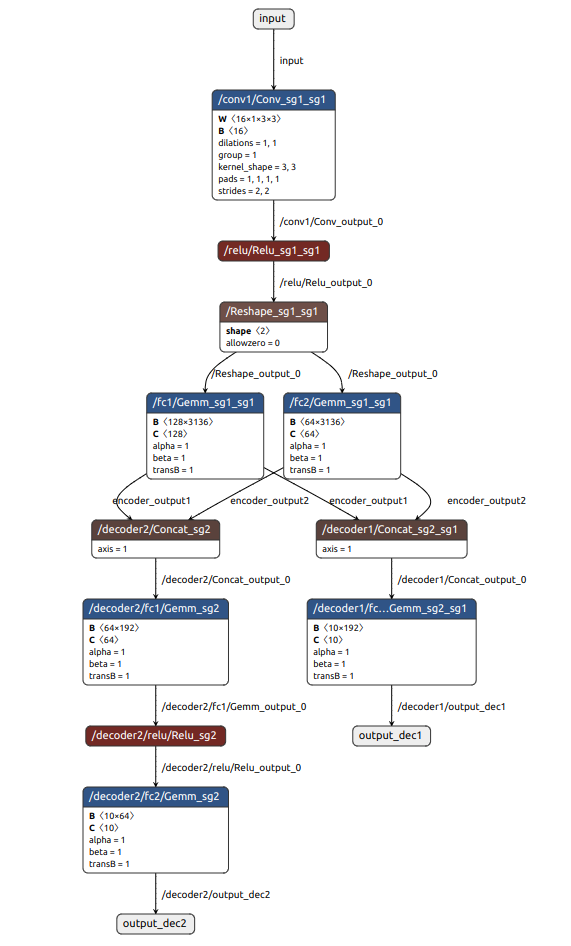 input
input
/conv1/Conv_sg1_sg1
W 〈16×1×3×3〉
B 〈16〉
dilations = 1, 1
group = 1
kernel_shape = 3, 3
pads = 1, 1, 1, 1
strides = 2, 2
/conv1/Conv_output_0
/relu/Relu_sg1_sg1
/relu/Relu_output_0
/Reshape_sg1_sg1
shape 〈2〉
allowzero = 0
/Reshape_output_0
/Reshape_output_0
/fc1/Gemm_sg1_sg1
B 〈128×3136〉
C 〈128〉
alpha = 1
beta = 1
transB = 1
/fc2/Gemm_sg1_sg1
B 〈64×3136〉
C 〈64〉
alpha = 1
beta = 1
transB = 1
encoder_output1
encoder_output2
encoder_output1
encoder_output2
/decoder2/Concat_sg2
axis = 1
/decoder1/Concat_sg2_sg1
axis = 1
/decoder2/Concat_output_0
/decoder1/Concat_output_0
/decoder2/fc1/Gemm_sg2
B 〈64×192〉
C 〈64〉
alpha = 1
beta = 1
transB = 1
/decoder1/fc…Gemm_sg2_sg1
B 〈10×192〉
C 〈10〉
alpha = 1
beta = 1
transB = 1
/decoder2/fc1/Gemm_output_0
/decoder1/output_dec1
/decoder2/relu/Relu_sg2
output_dec1
/decoder2/relu/Relu_output_0
/decoder2/fc2/Gemm_sg2
B 〈10×64〉
C 〈10〉
alpha = 1
beta = 1
transB = 1
/decoder2/output_dec2
output_dec2